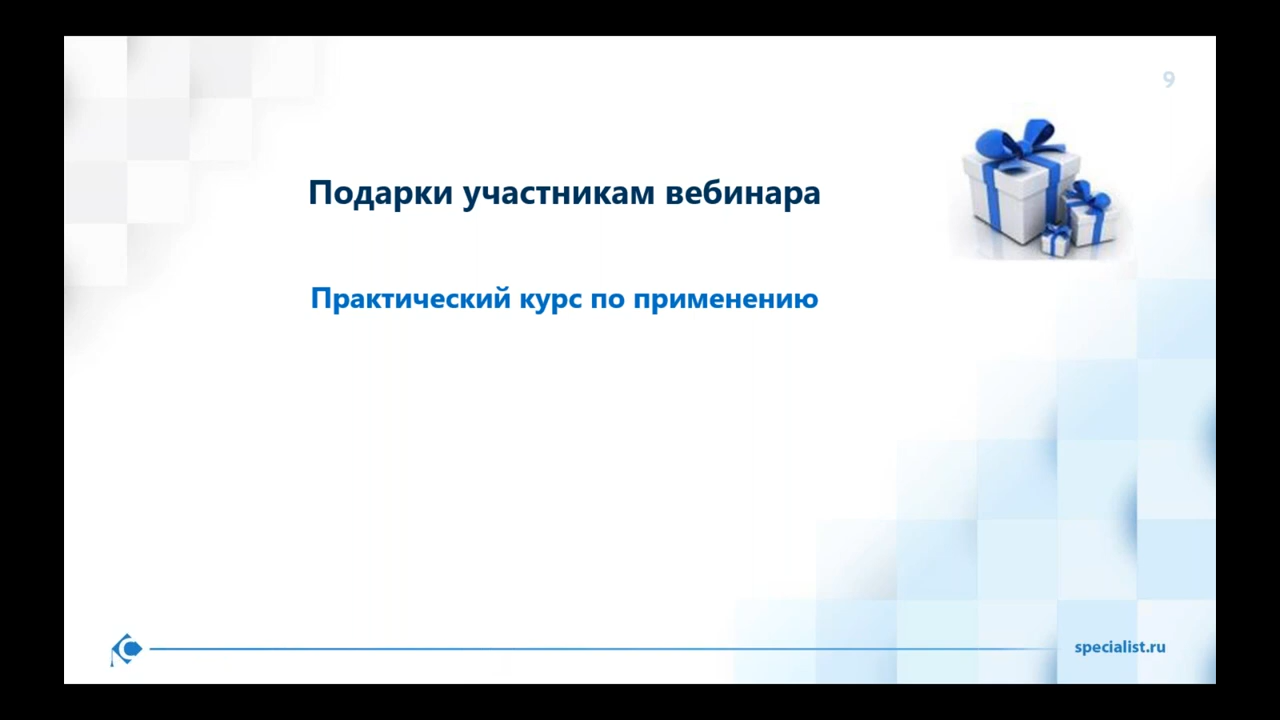 9
Подарки участникам вебинара
Практический курс по применению
specialist.ru